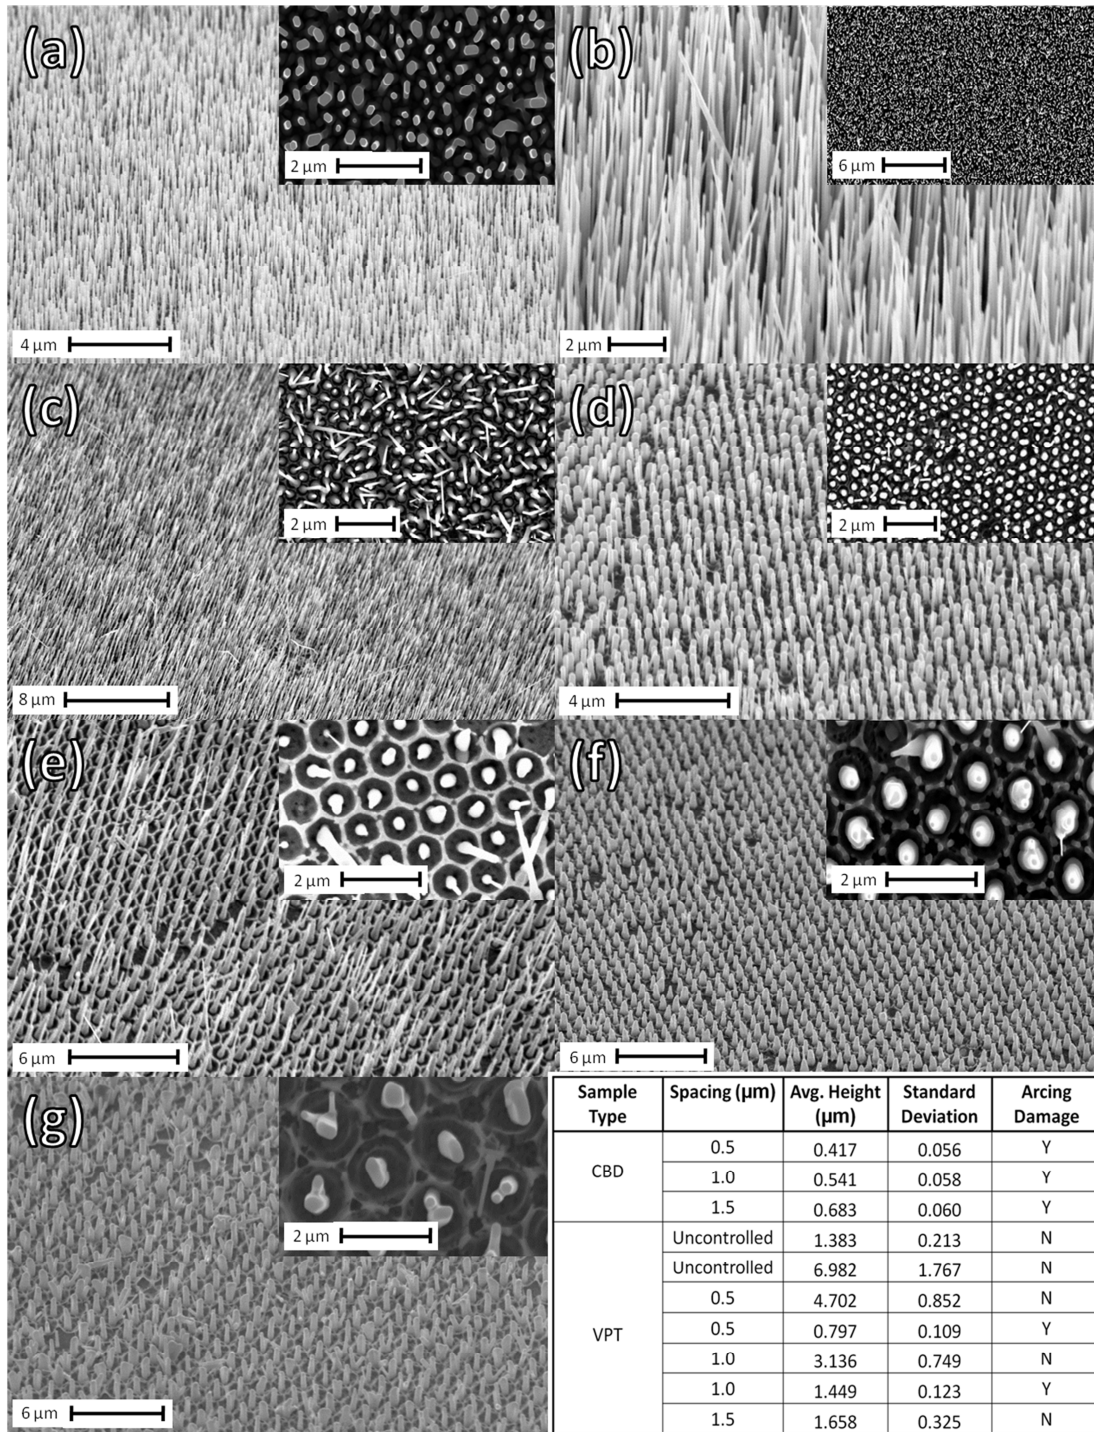 (a)
2 µm
4 µm
(b)
6 µm
2 µm
(c)
2 µm
8 µm
(d)
2 µm
4 µm
(e)
2 µm
6 µm
(f)
2 µm
6 µm
(g)
2 µm
6 µm
Sample Type Spacing (µm) Avg. Height (µm) Standard Deviation Arcing Damage
CBD 0.5 0.417 0.056 Y
1.0 0.541 0.058 Y
1.5 0.683 0.060 Y
VPT Uncontrolled 1.383 0.213 N
Uncontrolled 6.982 1.767 N
0.5 4.702 0.852 N
0.5 0.797 0.109 Y
1.0 3.136 0.749 N
1.0 1.449 0.123 Y
1.5 1.658 0.325 N